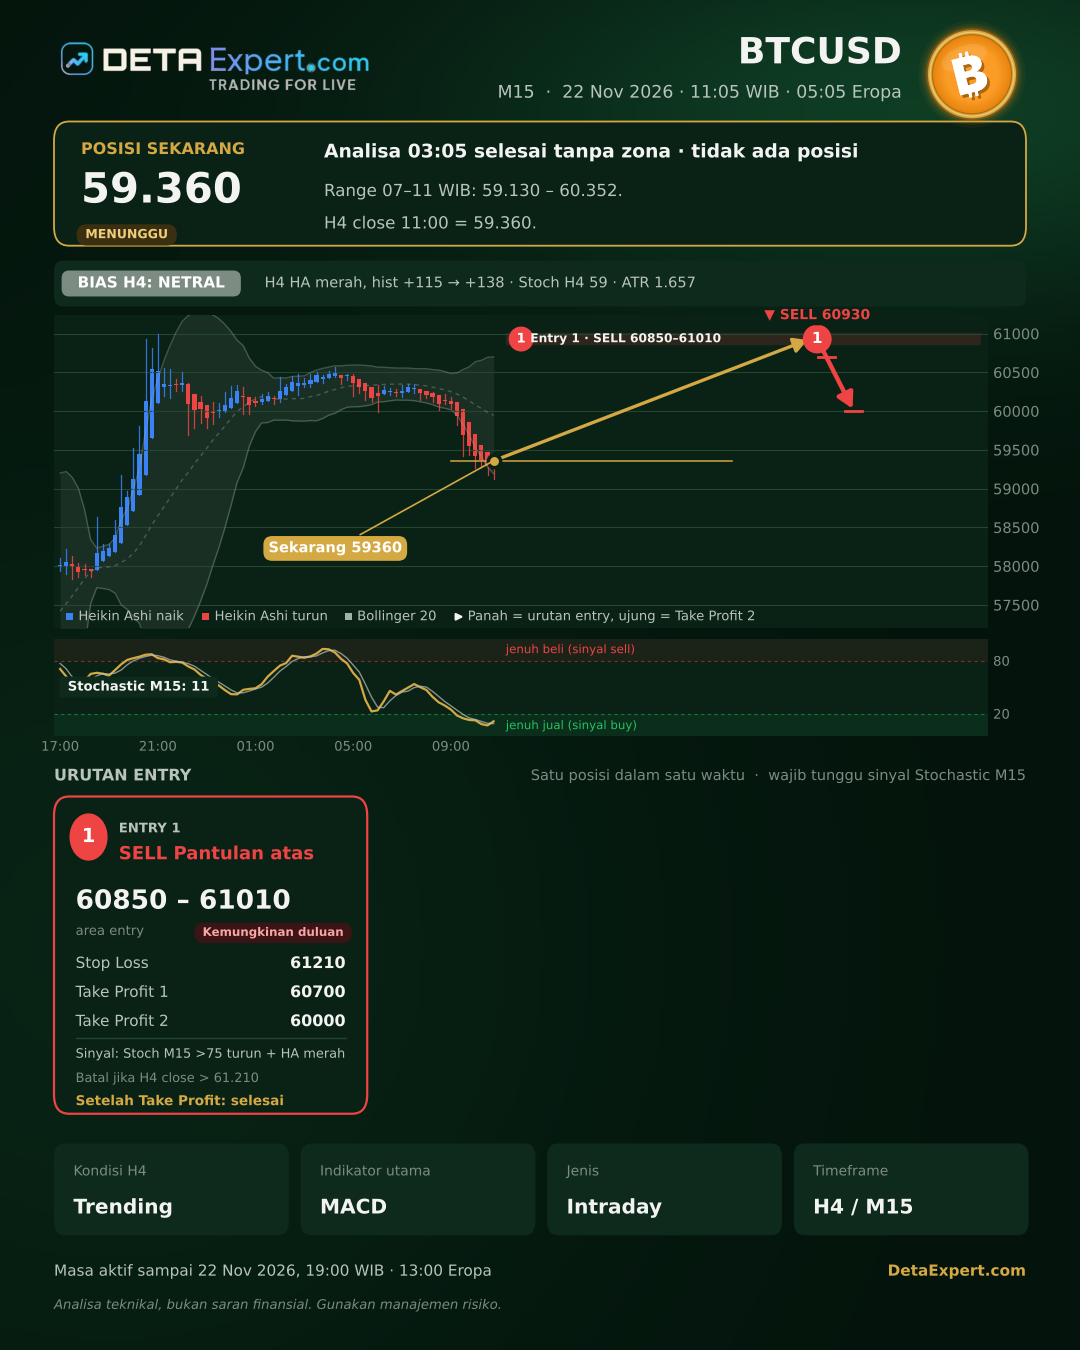 DETA Expert.com
TRADING FOR LIVE
BTCUSD
M15 · 22 Nov 2026 · 11:05 WIB · 05:05 Eropa
POSISI SEKARANG
59.360
MENUNGGU
Analisa 03:05 selesai tanpa zona · tidak ada posisi
Range 07–11 WIB: 59.130 – 60.352.
H4 close 11:00 = 59.360.
BIAS H4: NETRAL
H4 HA merah, hist +115 → +138 · Stoch H4 59 · ATR 1.657
▼ SELL 60930
1 Entry 1 · SELL 60850–61010
1
61000
60500
60000
59500
59000
58500
58000
57500
Sekarang 59360
Heikin Ashi naik
Heikin Ashi turun
Bollinger 20
Panah = urutan entry, ujung = Take Profit 2
jenuh beli (sinyal sell)
80
Stochastic M15: 11
20
jenuh jual (sinyal buy)
17:00 21:00 01:00 05:00 09:00
URUTAN ENTRY
Satu posisi dalam satu waktu · wajib tunggu sinyal Stochastic M15
1
ENTRY 1
SELL Pantulan atas
60850 – 61010
area entry
Kemungkinan duluan
Stop Loss 61210
Take Profit 1 60700
Take Profit 2 60000
Sinyal: Stoch M15 >75 turun + HA merah
Batal jika H4 close > 61.210
Setelah Take Profit: selesai
Kondisi H4
Trending
Indikator utama
MACD
Jenis
Intraday
Timeframe
H4 / M15
Masa aktif sampai 22 Nov 2026, 19:00 WIB · 13:00 Eropa
DetaExpert.com
Analisa teknikal, bukan saran finansial. Gunakan manajemen risiko.